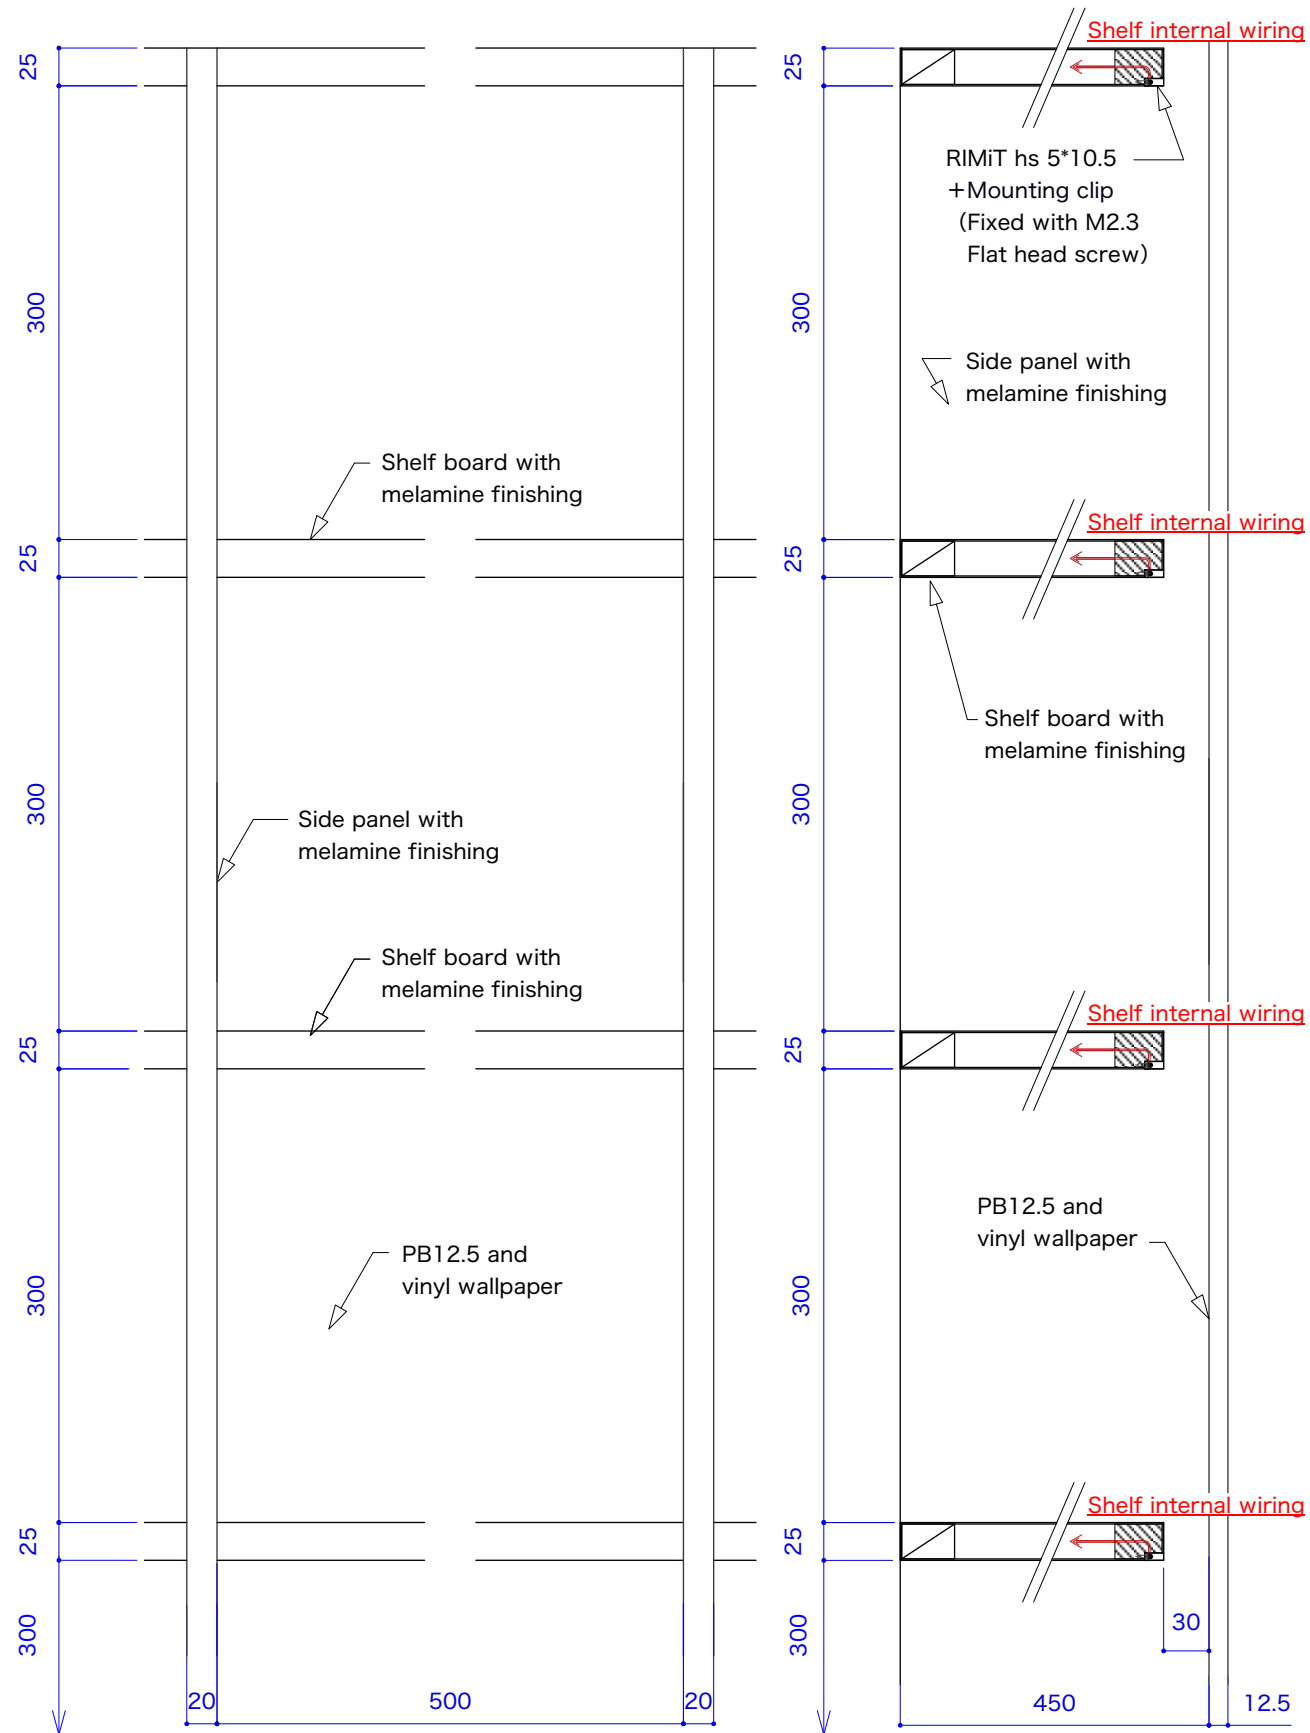 Shelf internal wiring
25
25
RIMiT hs 5*10.5
+Mounting clip
(Fixed with M2.3
Flat head screw)
300
300
Side panel with
melamine finishing
Shelf board with
melamine finishing
Shelf internal wiring
25
25
Shelf board with
melamine finishing
300
300
Side panel with
melamine finishing
Shelf board with
melamine finishing
Shelf internal wiring
25
25
PB12.5 and
vinyl wallpaper
PB12.5 and
vinyl wallpaper
300
300
Shelf internal wiring
25
25
300
300
30
20
500
20
450
12.5